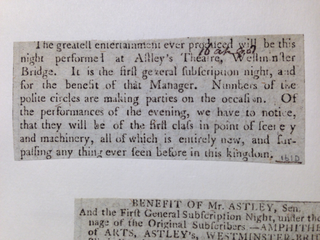 The greatest entertainment ever produced will be this
night performed at Astley's Theatre, Westminster
Bridge. It is the first general subscription night, and
for the benefit of that Manager. Numbers of the
polite circles are making parties on the occasion. Of
the performances of the evening, we have to notice,
that they will be of the first class in point of scenery
and machinery, all of which is entirely new, and sur-
passing any thing ever seen before in this kingdom.
BENEFIT OF Mr. ASTLEY, Sen.
And the First General Subscription Night, under the
nage of the Original Subscribers—AMPHITHE
of ARTS, ASTLEY's, WESTMINSTER-BRID